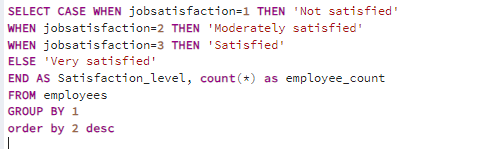 SELECT CASE WHEN jobsatisfaction=1 THEN 'Not satisfied'
WHEN jobsatisfaction=2 THEN 'Moderately satisfied'
WHEN jobsatisfaction=3 THEN 'Satisfied'
ELSE 'Very satisfied'
END AS Satisfaction_level, count(*) as employee_count
FROM employees
GROUP BY 1
order by 2 desc